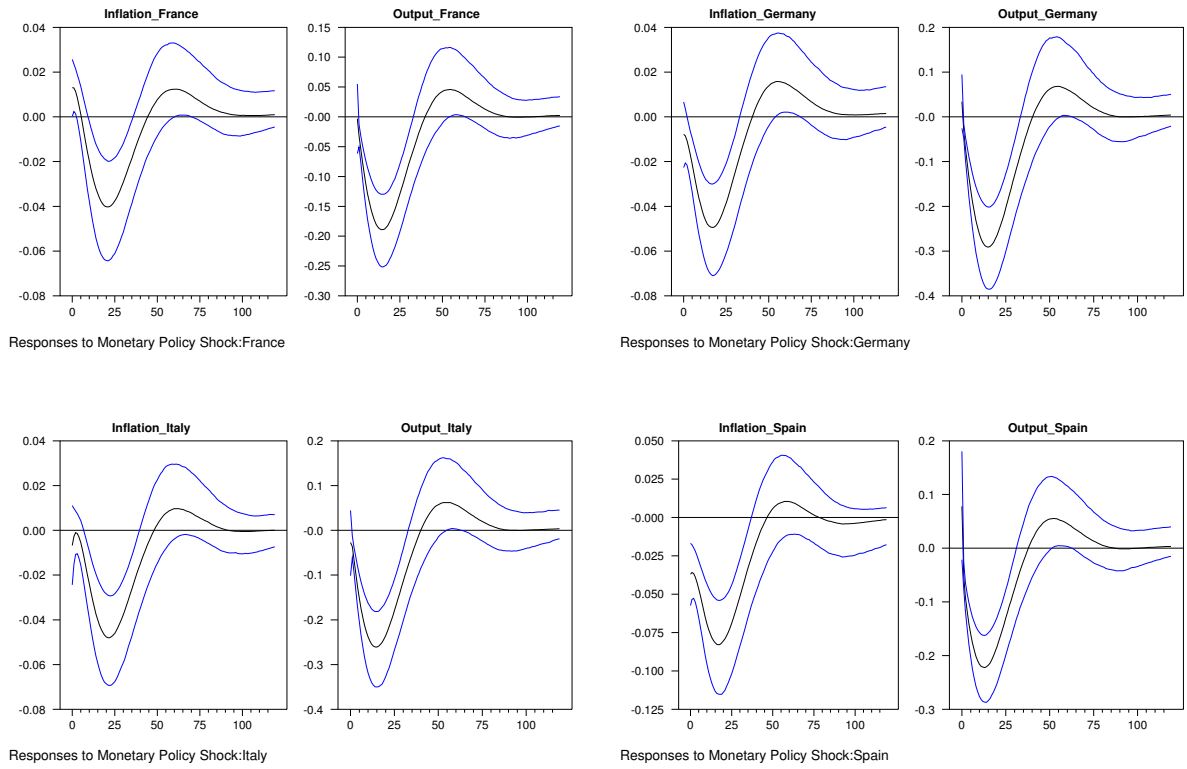 Inflation_France
0.04
0.02
0.00
-0.02
-0.04
-0.06
-0.08
0 25 50 75 100
Output_France
0.15
0.10
0.05
-0.00
-0.05
-0.10
-0.15
-0.20
-0.25
-0.30
0 25 50 75 100
Responses to Monetary Policy Shock:France
Inflation_Germany
0.04
0.02
0.00
-0.02
-0.04
-0.06
-0.08
0 25 50 75 100
Output_Germany
0.2
0.1
-0.0
-0.1
-0.2
-0.3
-0.4
0 25 50 75 100
Responses to Monetary Policy Shock:Germany
Inflation_Italy
0.04
0.02
0.00
-0.02
-0.04
-0.06
-0.08
0 25 50 75 100
Output_Italy
0.2
0.1
-0.0
-0.1
-0.2
-0.3
-0.4
0 25 50 75 100
Responses to Monetary Policy Shock:Italy
Inflation_Spain
0.050
0.025
-0.000
-0.025
-0.050
-0.075
-0.100
-0.125
0 25 50 75 100
Output_Spain
0.2
0.1
0.0
-0.1
-0.2
-0.3
0 25 50 75 100
Responses to Monetary Policy Shock:Spain